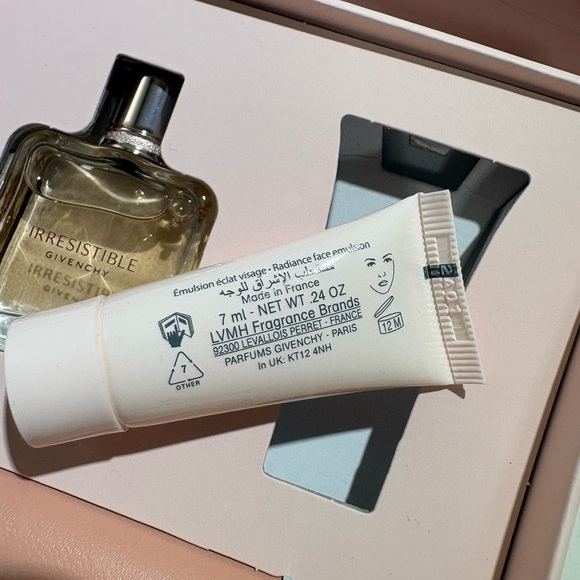 IRRESISTIBLE
GIVENCHY
IRRESISTIBLE
GIVENCHY
Émulsion éclat visage • Radiance face emulsion
مستحلب الإشراق للوجه
Made in France
7 ml - NET WT .24 OZ
LVMH Fragrance Brands
92300 LEVALLOIS PERRET - FRANCE
PARFUMS GIVENCHY - PARIS
In UK: KT12 4NH
12 M
7
OTHER